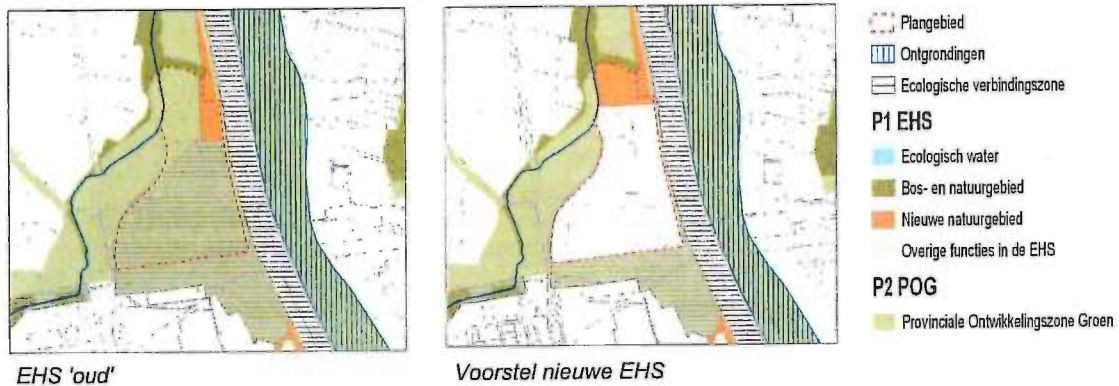 Plangebied
Ontgrondingen
Ecologische verbindingszone
P1 EHS
Ecologisch water
Bos- en natuurgebied
Nieuwe natuurgebied
Overige functies in de EHS
P2 POG
Provinciale Ontwikkelingszone Groen
EHS 'oud'
Voorstel nieuwe EHS